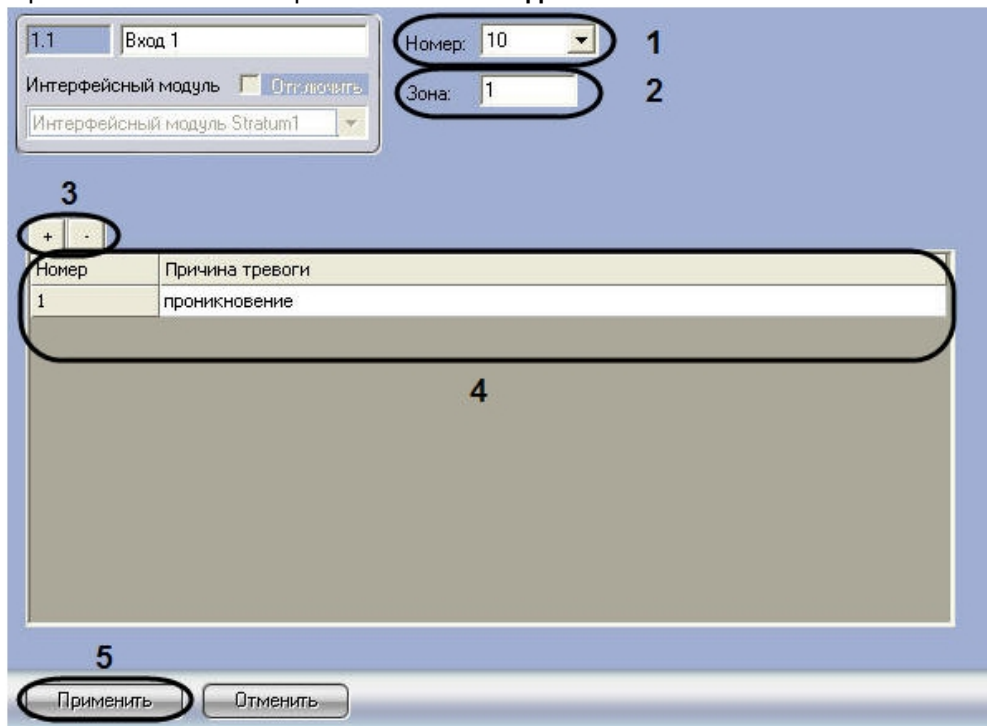 1.1 Вход 1
Номер: 10 1
Интерфейсный модуль Отключить
Зона: 1 2
Интерфейсный модуль Stratum1
3
+ -
Номер Причина тревоги
1 проникновение
4
5
Применить Отменить